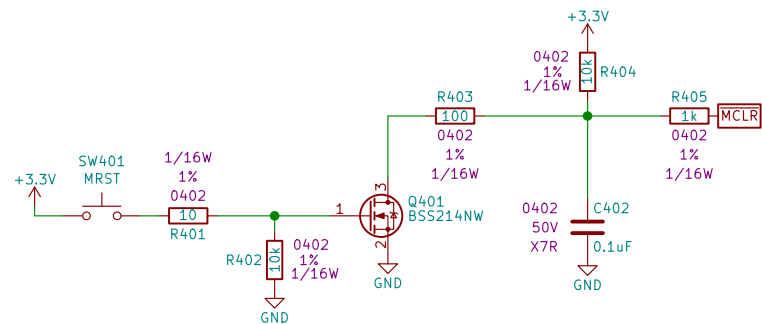 +3.3V
0402
1%
1/16W
10k
R404
R403
100
0402
1%
1/16W
R405
1k
0402
1%
1/16W
MCLR
SW401
MRST
+3.3V
1/16W
1%
0402
10
R401
R402
10k
0402
1%
1/16W
GND
1
3
2
Q401
BSS214NW
GND
0402
50V
X7R
C402
0.1uF
GND